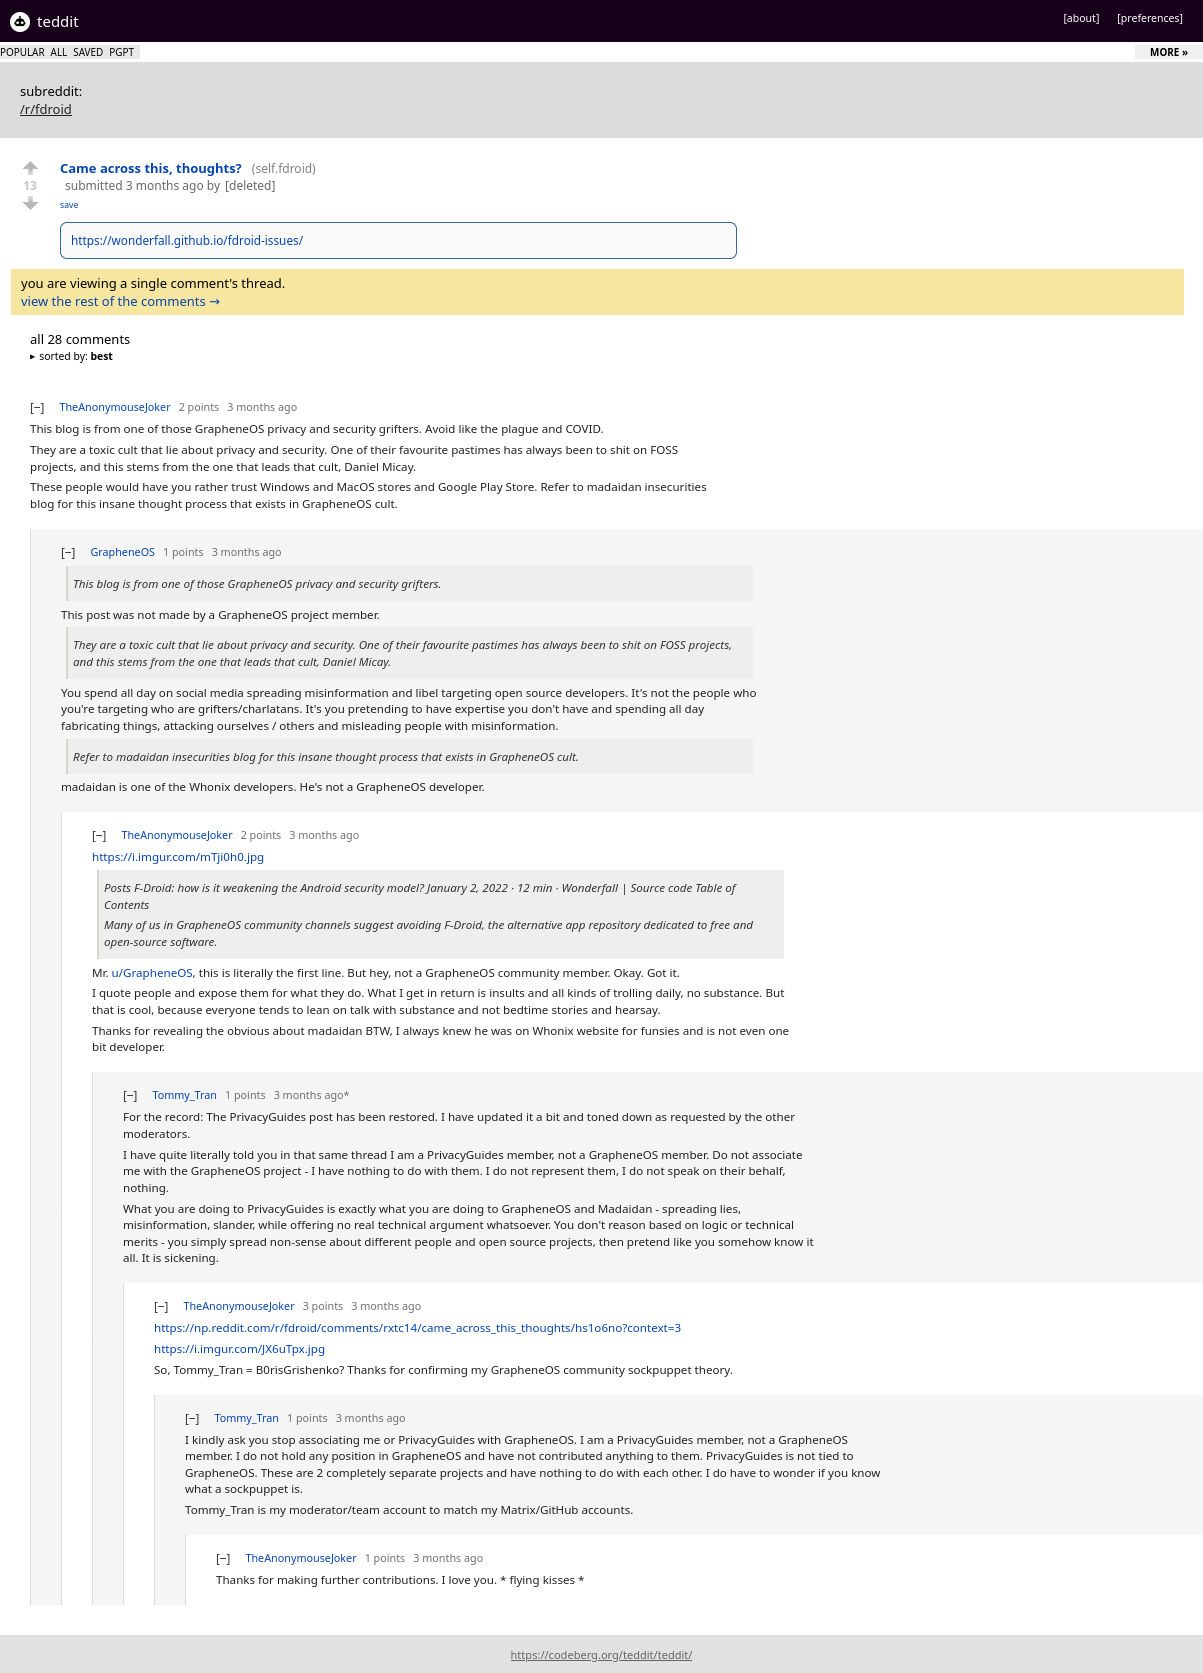 teddit
[about] [preferences]
POPULAR ALL SAVED PGPT
MORE »
subreddit:
/r/fdroid
Came across this, thoughts? (self.fdroid)
13
submitted 3 months ago by [deleted]
save
https://wonderfall.github.io/fdroid-issues/
you are viewing a single comment's thread.
view the rest of the comments →
all 28 comments
▸ sorted by: best
[–] TheAnonymouseJoker 2 points 3 months ago
This blog is from one of those GrapheneOS privacy and security grifters. Avoid like the plague and COVID.
They are a toxic cult that lie about privacy and security. One of their favourite pastimes has always been to shit on FOSS
projects, and this stems from the one that leads that cult, Daniel Micay.
These people would have you rather trust Windows and MacOS stores and Google Play Store. Refer to madaidan insecurities
blog for this insane thought process that exists in GrapheneOS cult.
[–] GrapheneOS 1 points 3 months ago
This blog is from one of those GrapheneOS privacy and security grifters.
This post was not made by a GrapheneOS project member.
They are a toxic cult that lie about privacy and security. One of their favourite pastimes has always been to shit on FOSS projects,
and this stems from the one that leads that cult, Daniel Micay.
You spend all day on social media spreading misinformation and libel targeting open source developers. It's not the people who
you're targeting who are grifters/charlatans. It's you pretending to have expertise you don't have and spending all day
fabricating things, attacking ourselves / others and misleading people with misinformation.
Refer to madaidan insecurities blog for this insane thought process that exists in GrapheneOS cult.
madaidan is one of the Whonix developers. He's not a GrapheneOS developer.
[–] TheAnonymouseJoker 2 points 3 months ago
https://i.imgur.com/mTji0h0.jpg
Posts F-Droid: how is it weakening the Android security model? January 2, 2022 · 12 min · Wonderfall | Source code Table of
Contents
Many of us in GrapheneOS community channels suggest avoiding F-Droid, the alternative app repository dedicated to free and
open-source software.
Mr. u/GrapheneOS, this is literally the first line. But hey, not a GrapheneOS community member. Okay. Got it.
I quote people and expose them for what they do. What I get in return is insults and all kinds of trolling daily, no substance. But
that is cool, because everyone tends to lean on talk with substance and not bedtime stories and hearsay.
Thanks for revealing the obvious about madaidan BTW, I always knew he was on Whonix website for funsies and is not even one
bit developer.
[–] Tommy_Tran 1 points 3 months ago*
For the record: The PrivacyGuides post has been restored. I have updated it a bit and toned down as requested by the other
moderators.
I have quite literally told you in that same thread I am a PrivacyGuides member, not a GrapheneOS member. Do not associate
me with the GrapheneOS project - I have nothing to do with them. I do not represent them, I do not speak on their behalf,
nothing.
What you are doing to PrivacyGuides is exactly what you are doing to GrapheneOS and Madaidan - spreading lies,
misinformation, slander, while offering no real technical argument whatsoever. You don't reason based on logic or technical
merits - you simply spread non-sense about different people and open source projects, then pretend like you somehow know it
all. It is sickening.
[–] TheAnonymouseJoker 3 points 3 months ago
https://np.reddit.com/r/fdroid/comments/rxtc14/came_across_this_thoughts/hs1o6no?context=3
https://i.imgur.com/JX6uTpx.jpg
So, Tommy_Tran = B0risGrishenko? Thanks for confirming my GrapheneOS community sockpuppet theory.
[–] Tommy_Tran 1 points 3 months ago
I kindly ask you stop associating me or PrivacyGuides with GrapheneOS. I am a PrivacyGuides member, not a GrapheneOS
member. I do not hold any position in GrapheneOS and have not contributed anything to them. PrivacyGuides is not tied to
GrapheneOS. These are 2 completely separate projects and have nothing to do with each other. I do have to wonder if you know
what a sockpuppet is.
Tommy_Tran is my moderator/team account to match my Matrix/GitHub accounts.
[–] TheAnonymouseJoker 1 points 3 months ago
Thanks for making further contributions. I love you. * flying kisses *
https://codeberg.org/teddit/teddit/